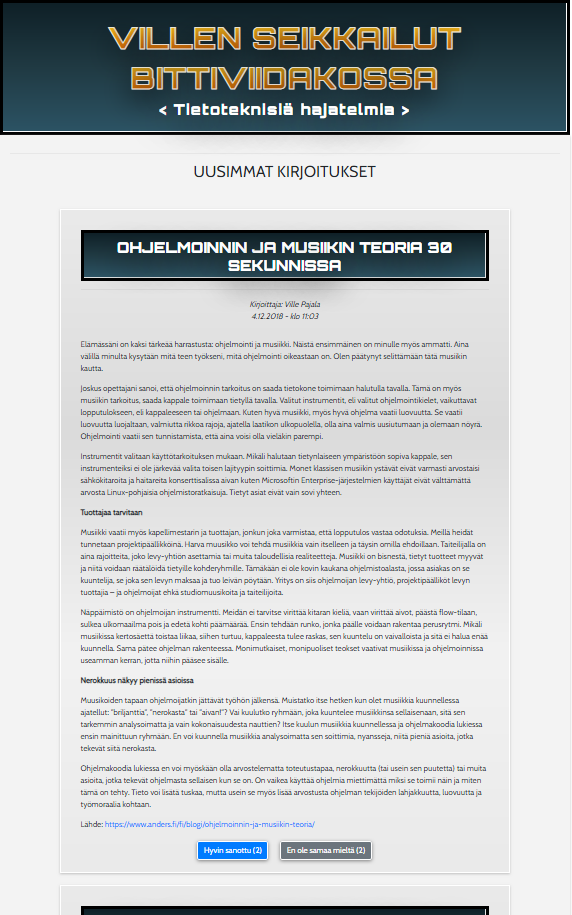 VILLEN SEIKKAILUT
BITTIVIIDAKOSSA
< Tietoteknisiä hajatelmia >
UUSIMMAT KIRJOITUKSET
OHJELMOINNIN JA MUSIIKIN TEORIA 30
SEKUNNISSA
Kirjoittaja: Ville Pajala
4.12.2018 - klo 11:03
Elämässäni on kaksi tärkeää harrastusta: ohjelmointi ja musiikki. Näistä ensimmäinen on minulle myös ammatti. Aina
välillä minulta kysytään mitä teen työkseni, mitä ohjelmointi oikeastaan on. Olen päätynyt selittämään tätä musiikin
kautta.
Joskus opettajani sanoi, että ohjelmoinnin tarkoitus on saada tietokone toimimaan halutulla tavalla. Tämä on myös
musiikin tarkoitus, saada kappale toimimaan tietyllä tavalla. Valitut instrumentit, eli valitut ohjelmointikielet, vaikuttavat
lopputulokseen, eli kappaleeseen tai ohjelmaan. Kuten hyvä musiikki, myös hyvä ohjelma vaatii luovuutta. Se vaatii
luovuutta luojaltaan, valmiutta rikkoa rajoja, ajatella laatikon ulkopuolella, olla aina valmis uusiutumaan ja olemaan nöyrä.
Ohjelmointi vaatii sen tunnistamista, että aina voisi olla vieläkin parempi.
Instrumentit valitaan käyttötarkoituksen mukaan. Mikäli halutaan tietynlaiseen ympäristöön sopiva kappale, sen
instrumenteiksi ei ole järkevää valita toisen lajityypin soittimia. Monet klassisen musiikin ystävät eivät varmasti arvostaisi
sähkökitaroita ja haitareita konserttisalissa aivan kuten Microsoftin Enterprise-järjestelmien käyttäjät eivät välttämättä
arvosta Linux-pohjaisia ohjelmistoratkaisuja. Tietyt asiat eivät vain sovi yhteen.
Tuottajaa tarvitaan
Musiikki vaatii myös kapellimestarin ja tuottajan, jonkun joka varmistaa, että lopputulos vastaa odotuksia. Meillä heidät
tunnetaan projektipäällikköinä. Harva muusikko voi tehdä musiikkia vain itselleen ja täysin omilla ehdoillaan. Taiteilijalla on
aina rajoitteita, joko levy-yhtiön asettamia tai muita taloudellisia realiteetteja. Musiikki on bisnestä, tietyt tuotteet myyvät
ja niitä voidaan räätälöidä tietyille kohderyhmille. Tämäkään ei ole kovin kaukana ohjelmistoalasta, jossa asiakas on se
kuuntelija, se joka sen levyn maksaa ja tuo leivän pöytään. Yritys on siis ohjelmoijan levy-yhtiö, projektipäälliköt levyn
tuottajia – ja ohjelmoijat ehkä studiomuusikoita ja taiteilijoita.
Näppäimistö on ohjelmoijan instrumentti. Meidän ei tarvitse virittää kitaran kieliä, vaan virittää aivot, päästä flow-tilaan,
sulkea ulkomaailma pois ja edetä kohti päämäärää. Ensin tehdään runko, jonka päälle voidaan rakentaa perusrytmi. Mikäli
musiikissa kertosäettä toistaa liikaa, siihen turtuu, kappaleesta tulee raskas, sen kuuntelu on vaivalloista ja sitä ei halua enää
kuunnella. Sama pätee ohjelman rakenteessa. Monimutkaiset, monipuoliset teokset vaativat musiikissa ja ohjelmoinnissa
useamman kerran, jotta niihin pääsee sisälle.
Nerokkuus näkyy pienissä asioissa
Muusikoiden tapaan ohjelmoijatkin jättävät työhön jälkensä. Muistatko itse hetken kun olet musiikkia kuunnellessa
ajatellut: "briljanttia", "nerokasta" tai "aivan!"? Vai kuulutko ryhmään, joka kuuntelee musiikkinsa sellaisenaan, sitä sen
tarkemmin analysoimatta ja vain kokonaisuudesta nauttien? Itse kuulun musiikkia kuunnellessa ja ohjelmakoodia lukiessa
ensin mainittuun ryhmään. En voi kuunnella musiikkia analysoimatta sen soittimia, nyansseja, niitä pieniä asioita, jotka
tekevät siitä nerokasta.
Ohjelmakoodia lukiessa en voi myöskään olla arvostelematta toteutustapaa, nerokkuutta (tai usein sen puutetta) tai muita
asioita, jotka tekevät ohjelmasta sellaisen kun se on. On vaikea käyttää ohjelmia miettimättä miksi se toimii näin ja miten
tämä on tehty. Tieto voi lisätä tuskaa, mutta usein se myös lisää arvostusta ohjelman tekijöiden lahjakkuutta, luovuutta ja
työmoraalia kohtaan.
Lähde: https://www.anders.fi/fi/blogi/ohjelmoinnin-ja-musiikin-teoria/
Hyvin sanottu (2) En ole samaa mieltä (2)